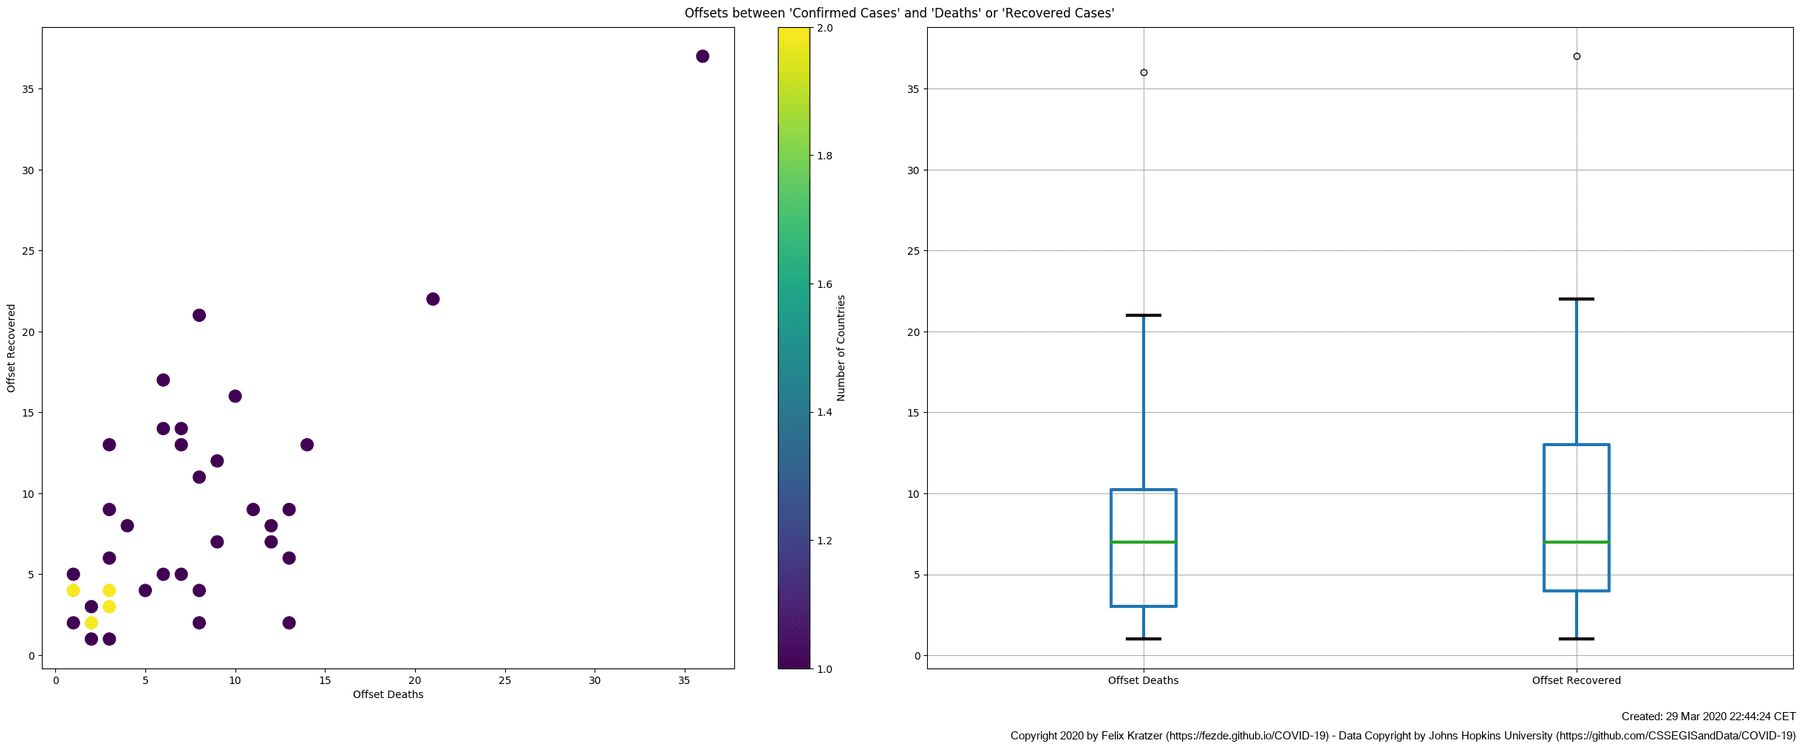 Offsets between 'Confirmed Cases' and 'Deaths' or 'Recovered Cases'
35
30
25
20
15
10
5
0
Offset Recovered
0 5 10 15 20 25 30 35
Offset Deaths
2.0
1.8
1.6
1.4
1.2
1.0
Number of Countries
35
30
25
20
15
10
5
0
Offset Deaths Offset Recovered
Created: 29 Mar 2020 22:44:24 CET
Copyright 2020 by Felix Kratzer (https://fezde.github.io/COVID-19) - Data Copyright by Johns Hopkins University (https://github.com/CSSEGISandData/COVID-19)